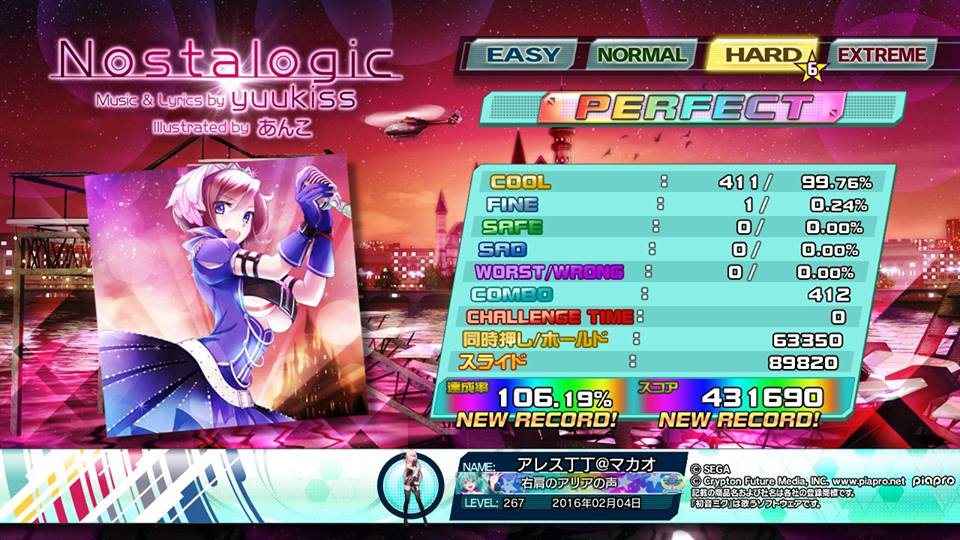 Nostalogic
Music & Lyrics by yuukiss
Illustrated by あんこ
EASY NORMAL HARD 6 EXTREME
PERFECT
COOL : 411/ 99.76%
FINE : 1/ 0.24%
SAFE : 0/ 0.00%
SAD : 0/ 0.00%
WORST/WRONG : 0/ 0.00%
COMBO : 412
CHALLENGE TIME : 0
同時押し/ホールド : 63350
スライド : 89820
達成率 106.19% スコア 431690
NEW RECORD! NEW RECORD!
NAME: アレス丁丁@マカオ
右肩のアリアの声
LEVEL: 267 2016年02月04日
© SEGA
© Crypton Future Media, INC. www.piapro.net piapro
記載の商品名および社名は各社の登録商標です。
「初音ミク」は歌うソフトウェアです。